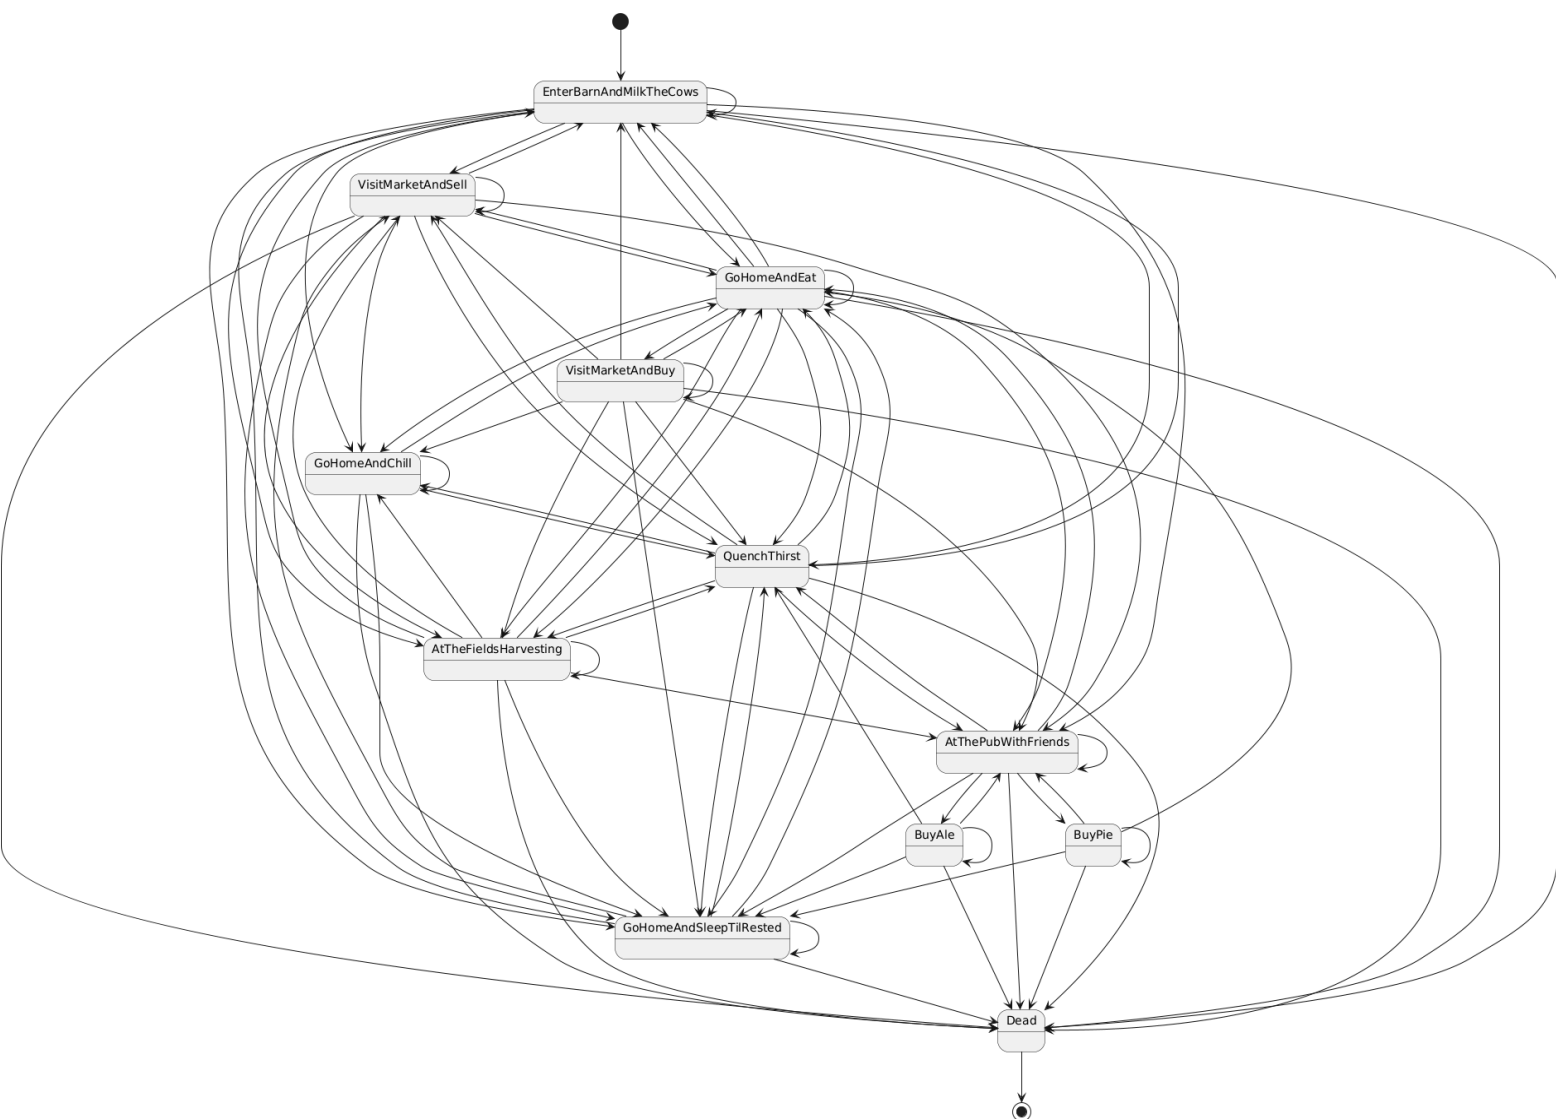 EnterBarnAndMilkTheCows
VisitMarketAndSell
GoHomeAndEat
VisitMarketAndBuy
GoHomeAndChill
QuenchThirst
AtTheFieldsHarvesting
AtThePubWithFriends
BuyAle
BuyPie
GoHomeAndSleepTilRested
Dead